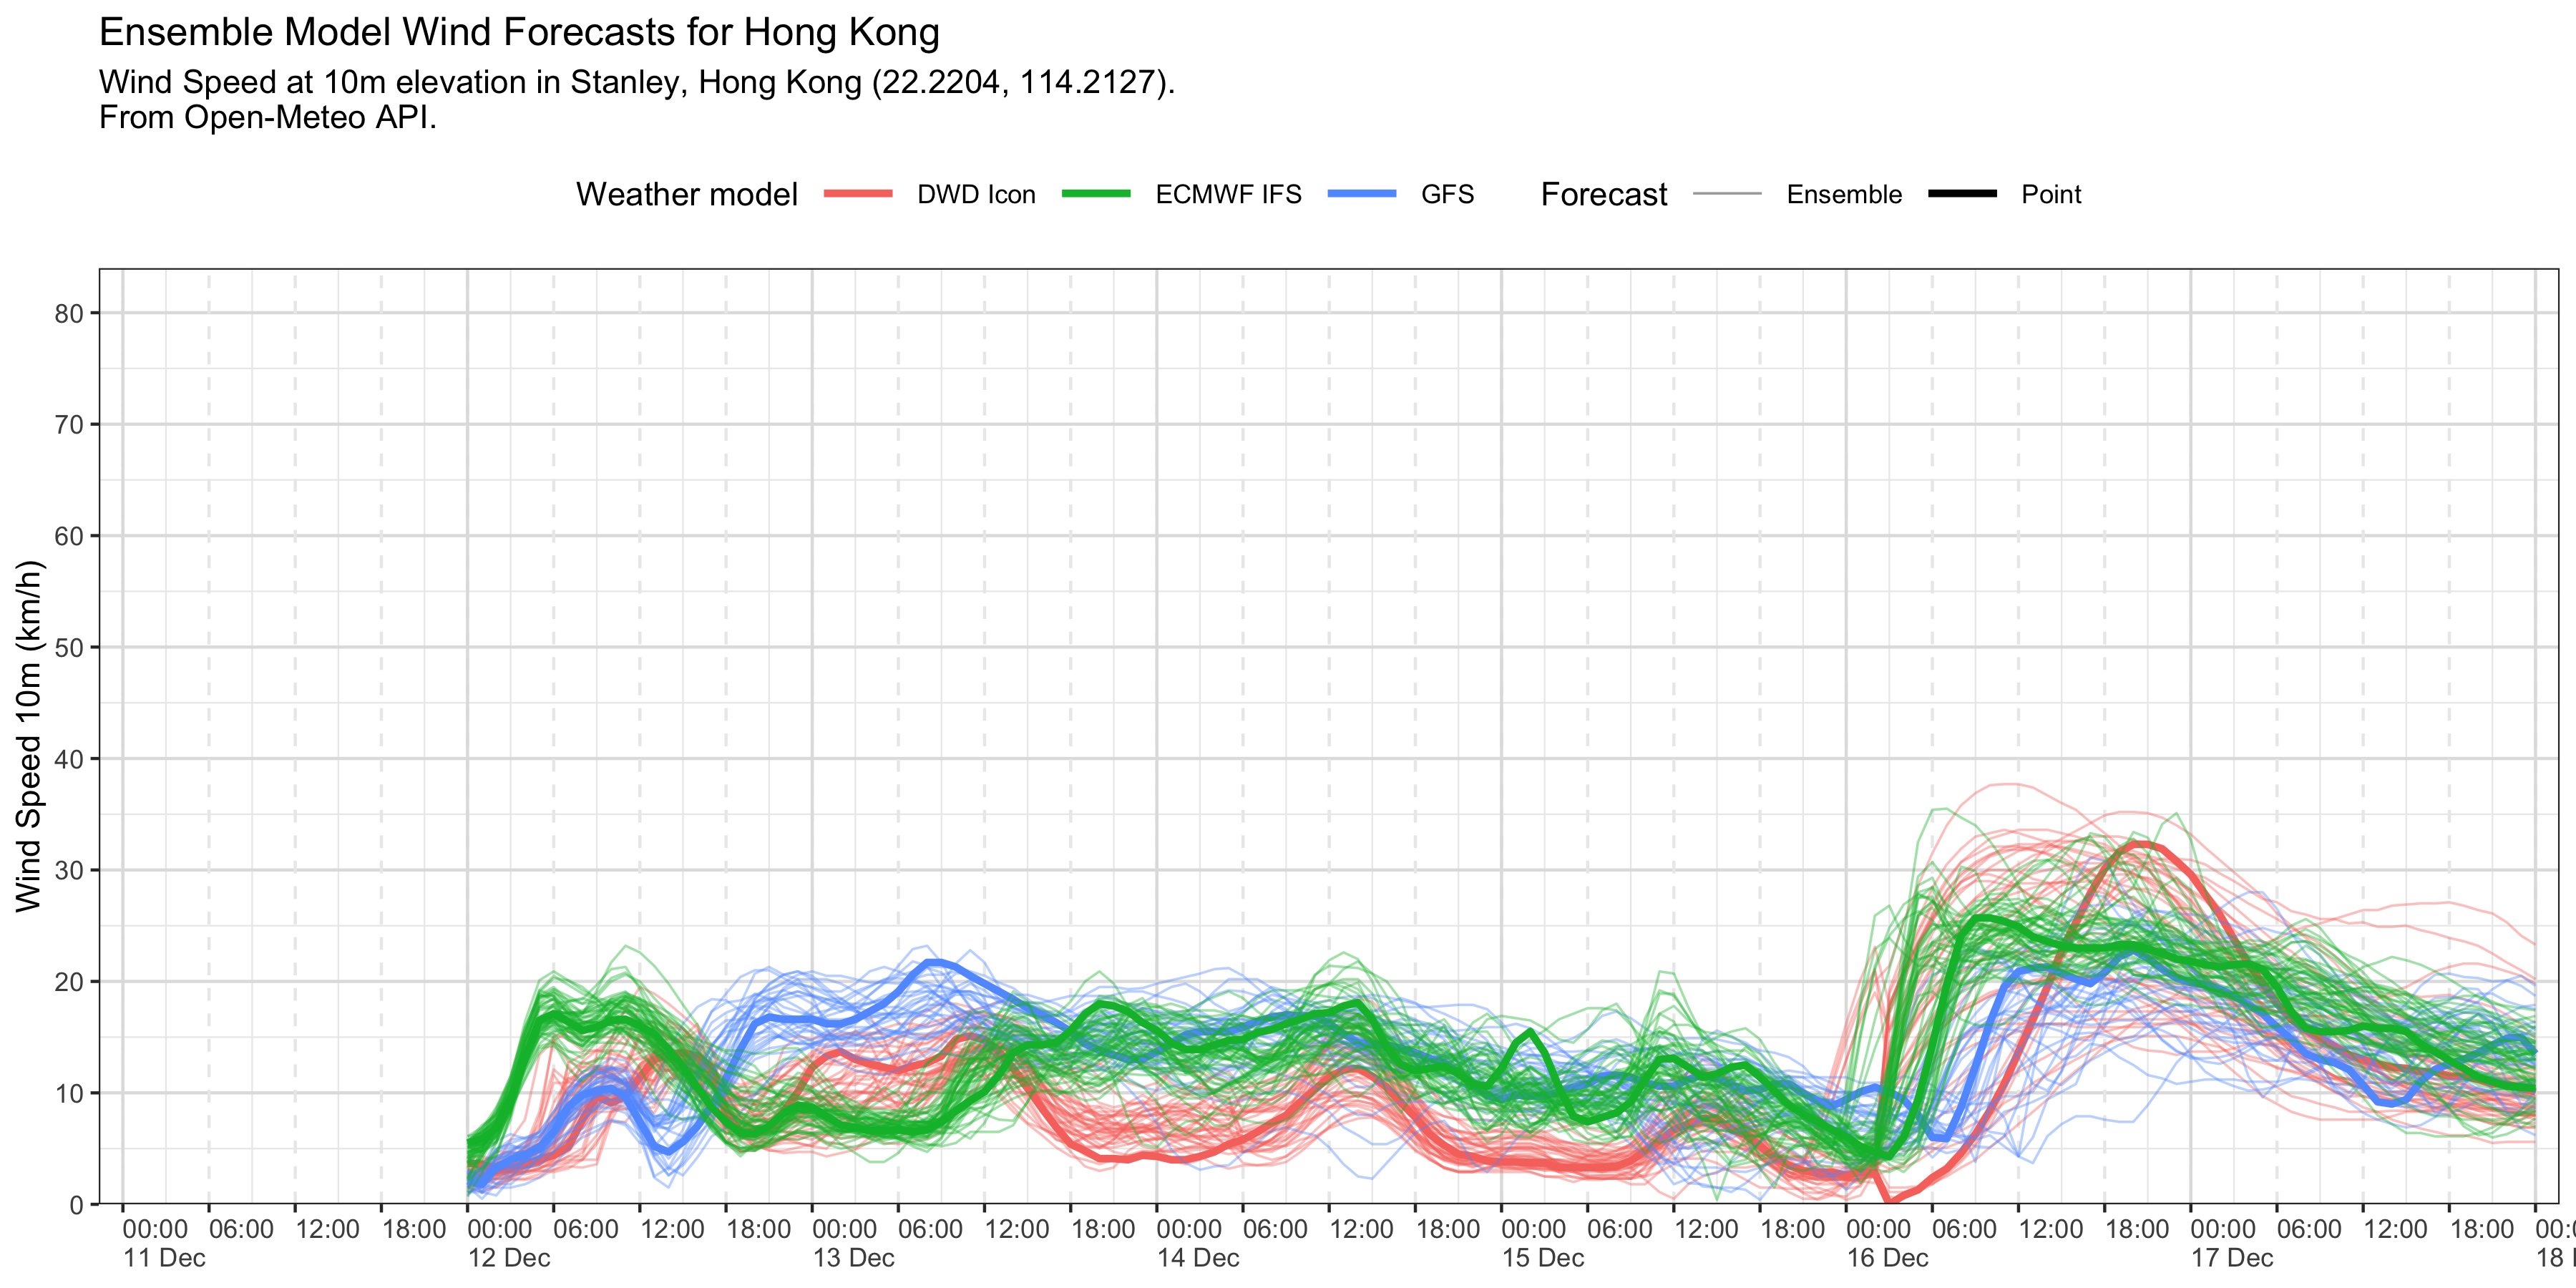 Ensemble Model Wind Forecasts for Hong Kong
Wind Speed at 10m elevation in Stanley, Hong Kong (22.2204, 114.2127).
From Open-Meteo API.
Weather model DWD Icon ECMWF IFS GFS Forecast Ensemble Point
80
70
60
50
40
30
20
10
0
Wind Speed 10m (km/h)
00:00 06:00 12:00 18:00 00:00 06:00 12:00 18:00 00:00 06:00 12:00 18:00 00:00 06:00 12:00 18:00 00:00 06:00 12:00 18:00 00:00 06:00 12:00 18:00 00:00 06:00 12:00 18:00
11 Dec 12 Dec 13 Dec 14 Dec 15 Dec 16 Dec 17 Dec 18